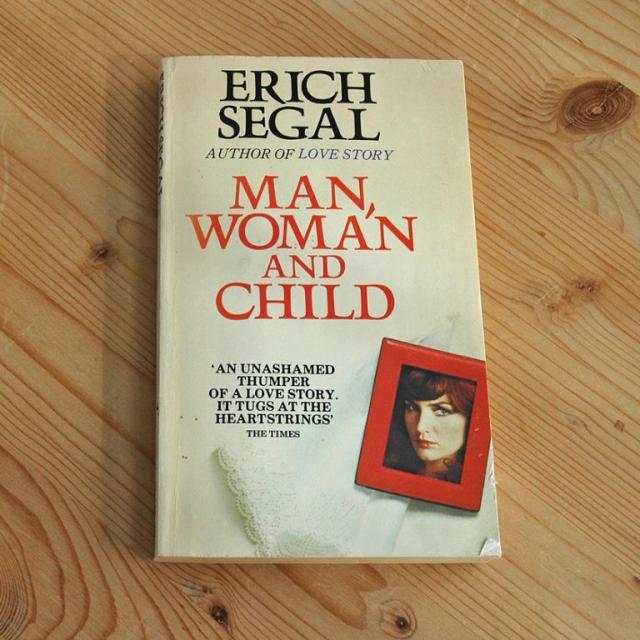 ERICH
SEGAL
AUTHOR OF LOVE STORY
MAN,
WOMAN
AND
CHILD
'AN UNASHAMED
THUMPER
OF A LOVE STORY.
IT TUGS AT THE
HEARTSTRINGS'
THE TIMES